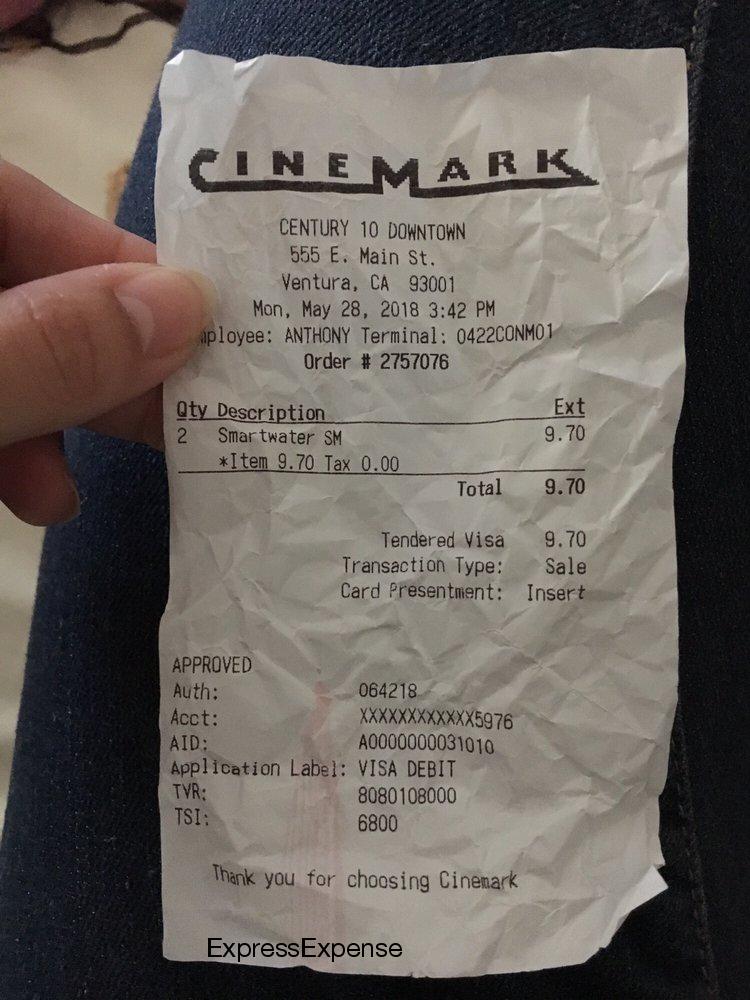 CINEMARK
CENTURY 10 DOWNTOWN
555 E. Main St.
Ventura, CA 93001
Mon, May 28, 2018 3:42 PM
mployee: ANTHONY Terminal: 0422CONM01
Order # 2757076
Qty Description Ext
2 Smartwater SM 9.70
*Item 9.70 Tax 0.00
Total 9.70
Tendered Visa 9.70
Transaction Type: Sale
Card Presentment: Insert
APPROVED
Auth: 064218
Acct: XXXXXXXXXXXX5976
AID: A0000000031010
Application Label: VISA DEBIT
TVR: 8080108000
TSI: 6800
Thank you for choosing Cinemark
ExpressExpense